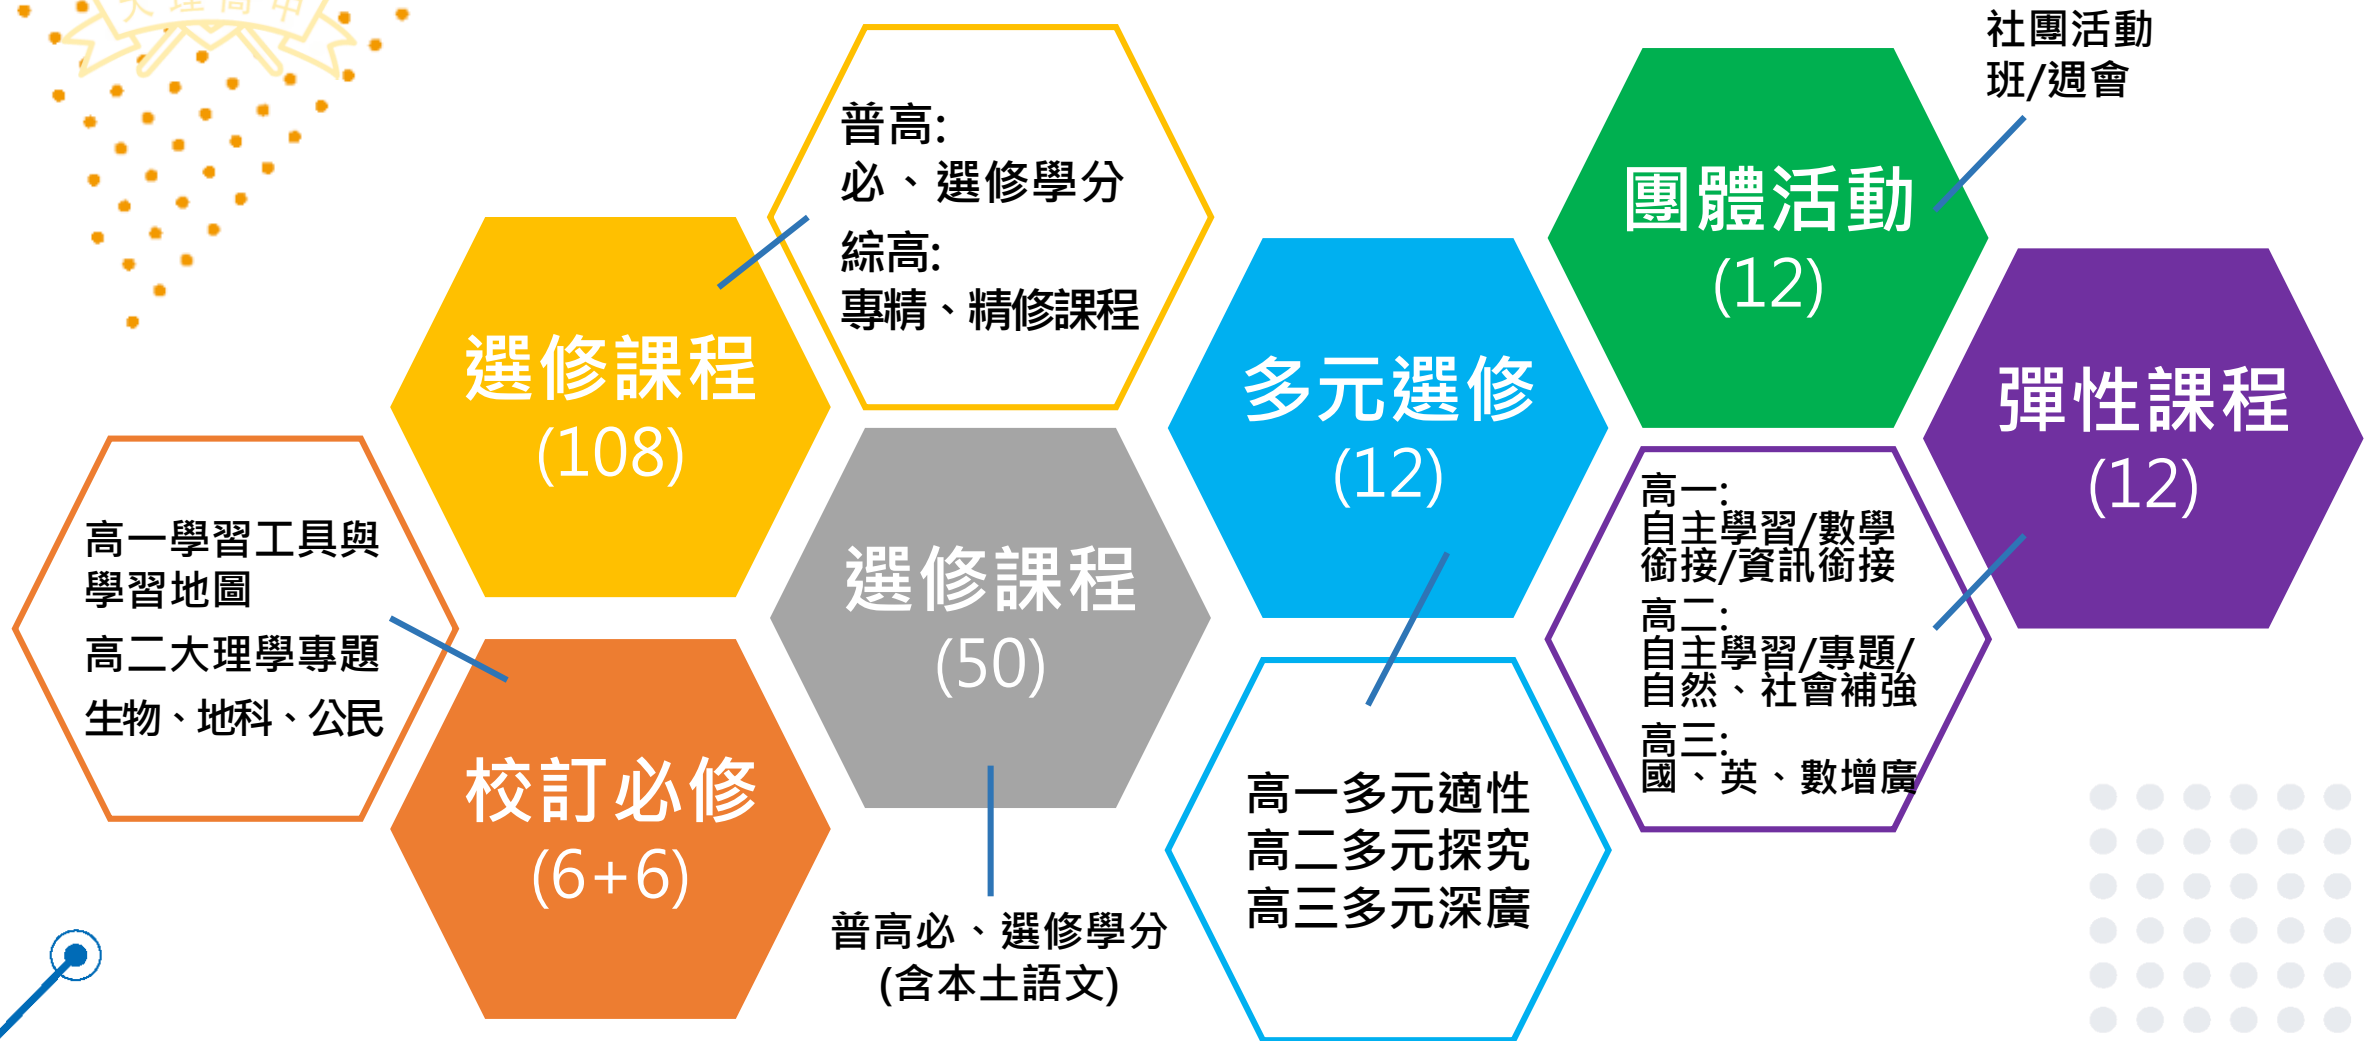 大理高中
普高:
必、選修學分
綜高:
專精、精修課程
選修課程
(108)
高一學習工具與
學習地圖
高二大理學專題
生物、地科、公民
校訂必修
(6+6)
選修課程
(50)
普高必、選修學分
(含本土語文)
多元選修
(12)
高一多元適性
高二多元探究
高三多元深廣
社團活動
班/週會
團體活動
(12)
彈性課程
(12)
高一:
自主學習/數學
銜接/資訊銜接
高二:
自主學習/專題/
自然、社會補強
高三:
國、英、數增廣